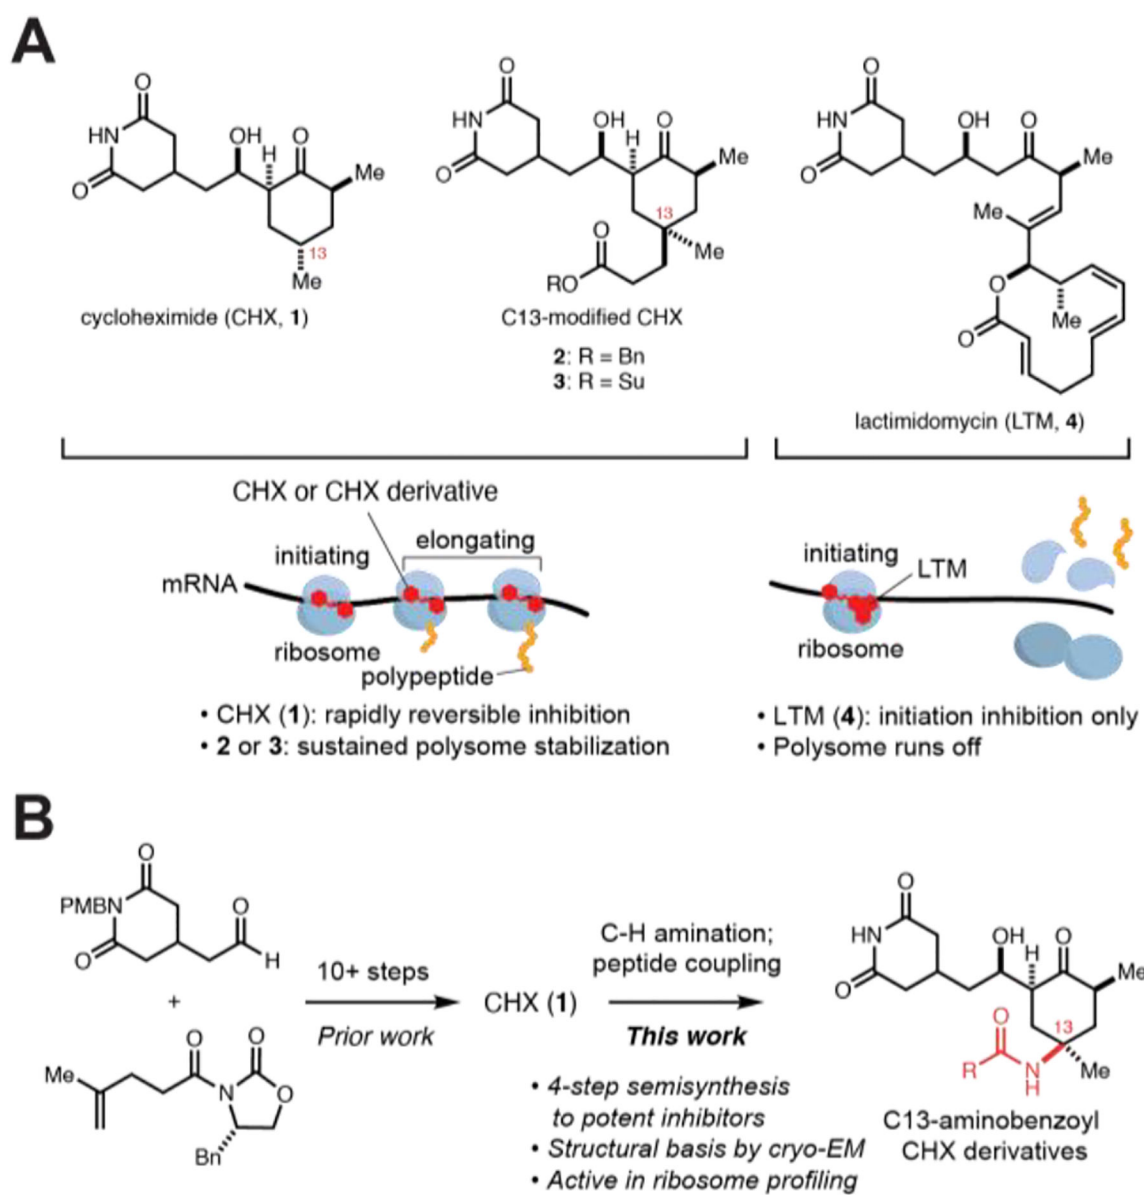 A
O
HN
O
OH
H
O
Me
13
Me
cycloheximide (CHX, 1)
O
HN
O
OH
H
O
Me
13
O
Me
RO
C13-modified CHX
2: R = Bn
3: R = Su
O
HN
O
OH
O
Me
Me
O
O
Me
lactimidomycin (LTM, 4)
CHX or CHX derivative
initiating
elongating
mRNA
ribosome
polypeptide
• CHX (1): rapidly reversible inhibition
• 2 or 3: sustained polysome stabilization
initiating
LTM
ribosome
• LTM (4): initiation inhibition only
• Polysome runs off
B
O
PMBN
O
O
H
+
Me
O
O
N
O
Bn
10+ steps
Prior work
CHX (1)
C-H amination;
peptide coupling
This work
• 4-step semisynthesis
to potent inhibitors
• Structural basis by cryo-EM
• Active in ribosome profiling
O
HN
O
OH
H
O
Me
13
O
R
N
H
Me
C13-aminobenzoyl
CHX derivatives